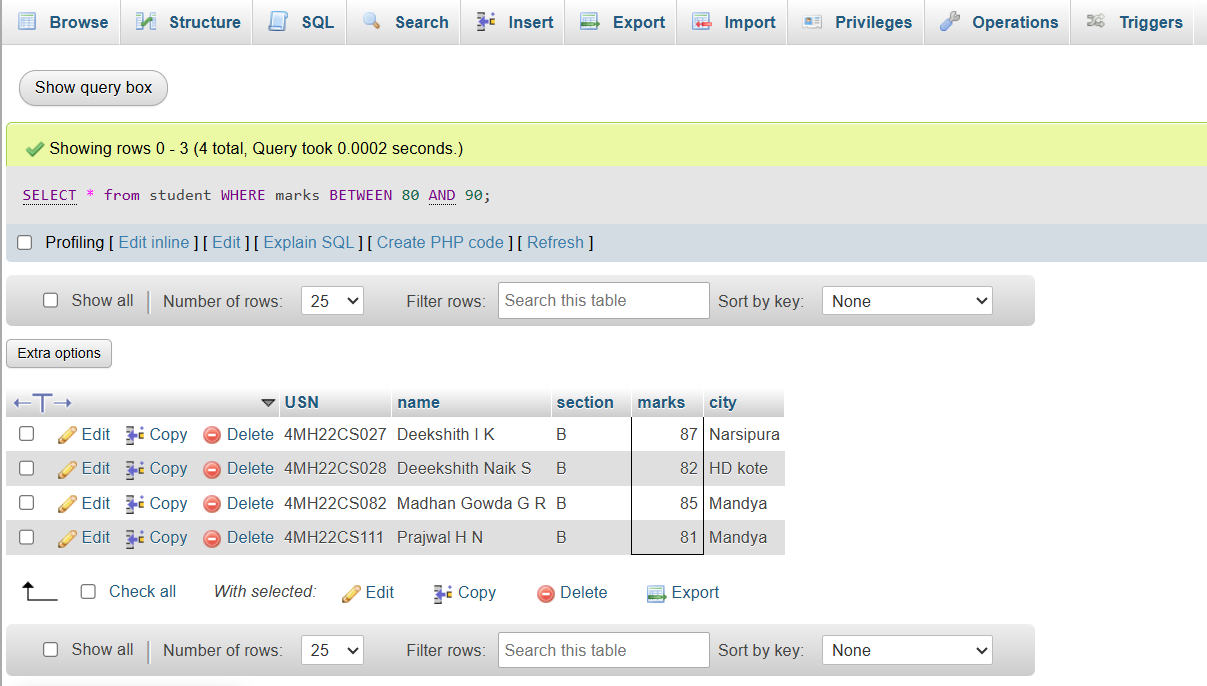 Browse Structure SQL Search Insert Export Import Privileges Operations Triggers
Show query box
Showing rows 0 - 3 (4 total, Query took 0.0002 seconds.)
SELECT * from student WHERE marks BETWEEN 80 AND 90;
Profiling [ Edit inline ] [ Edit ] [ Explain SQL ] [ Create PHP code ] [ Refresh ]
Show all Number of rows: 25 Filter rows: Search this table Sort by key: None
Extra options
USN name section marks city
Edit Copy Delete 4MH22CS027 Deekshith I K B 87 Narsipura
Edit Copy Delete 4MH22CS028 Deeekshith Naik S B 82 HD kote
Edit Copy Delete 4MH22CS082 Madhan Gowda G R B 85 Mandya
Edit Copy Delete 4MH22CS111 Prajwal H N B 81 Mandya
Check all With selected: Edit Copy Delete Export
Show all Number of rows: 25 Filter rows: Search this table Sort by key: None